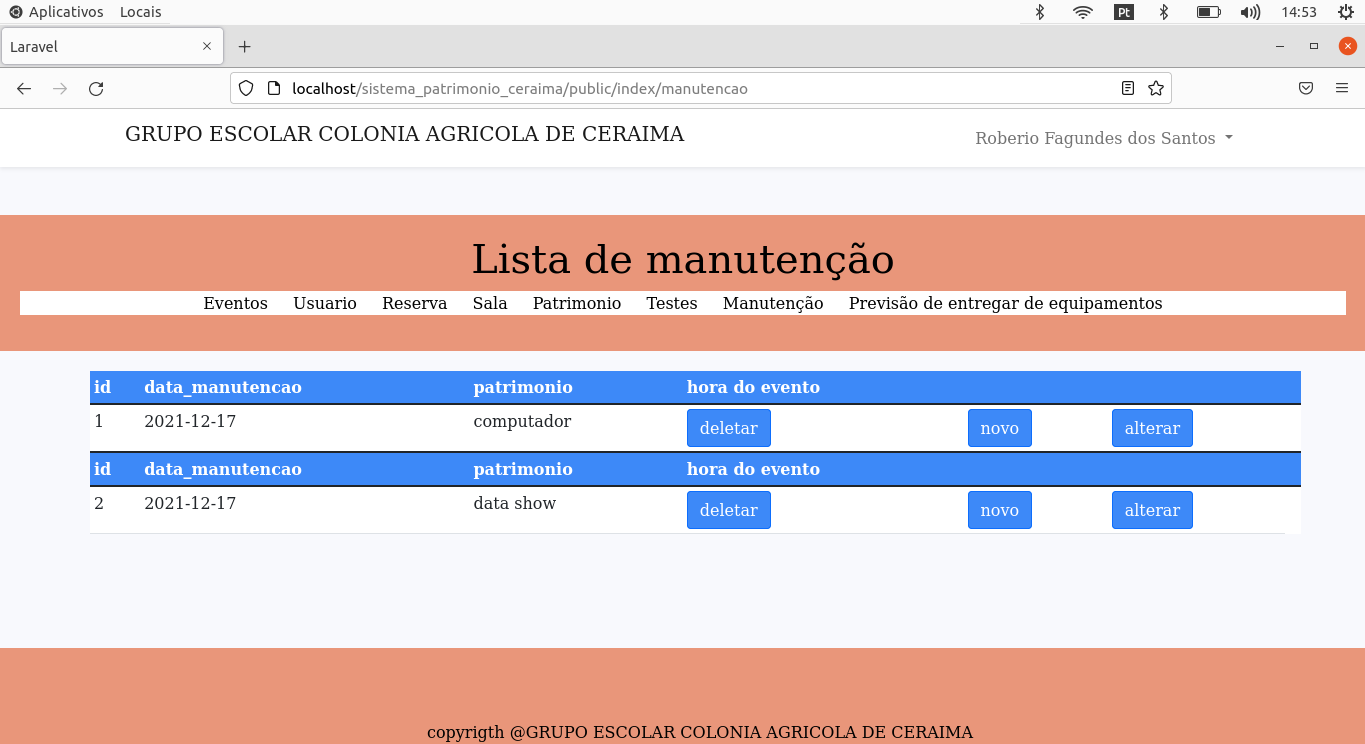 Aplicativos Locais Pt 14:53
Laravel
localhost/sistema_patrimonio_ceraima/public/index/manutencao
GRUPO ESCOLAR COLONIA AGRICOLA DE CERAIMA Roberio Fagundes dos Santos
Lista de manutenção
Eventos Usuario Reserva Sala Patrimonio Testes Manutenção Previsão de entregar de equipamentos
id data_manutencao patrimonio hora do evento
1 2021-12-17 computador deletar novo alterar
id data_manutencao patrimonio hora do evento
2 2021-12-17 data show deletar novo alterar
copyrigth @GRUPO ESCOLAR COLONIA AGRICOLA DE CERAIMA